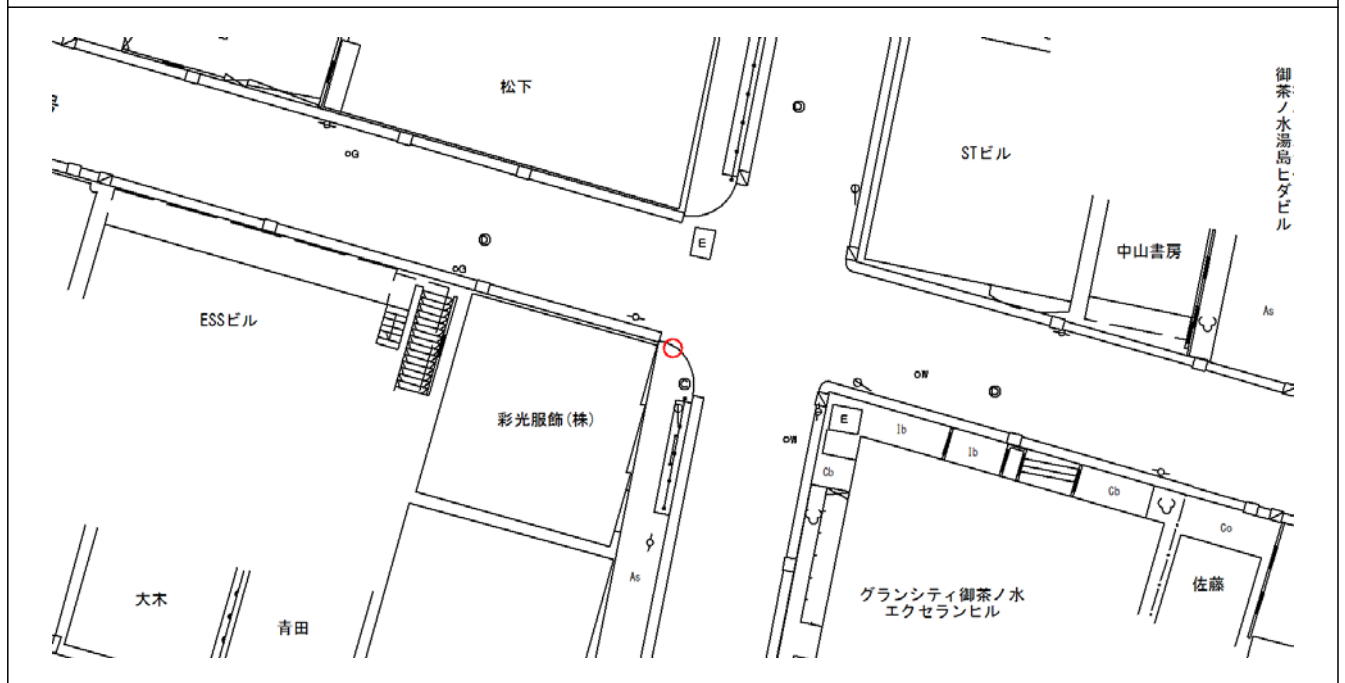 松下
G
STビル
御茶ノ水湯島ヒダビル
E
中山書房
G
As
ESSビル
W
彩光服飾(株)
W
E
Ib
Ib
Cb
Cb
Co
As
大木
青田
グランシティ御茶ノ水
エクセランヒル
佐藤